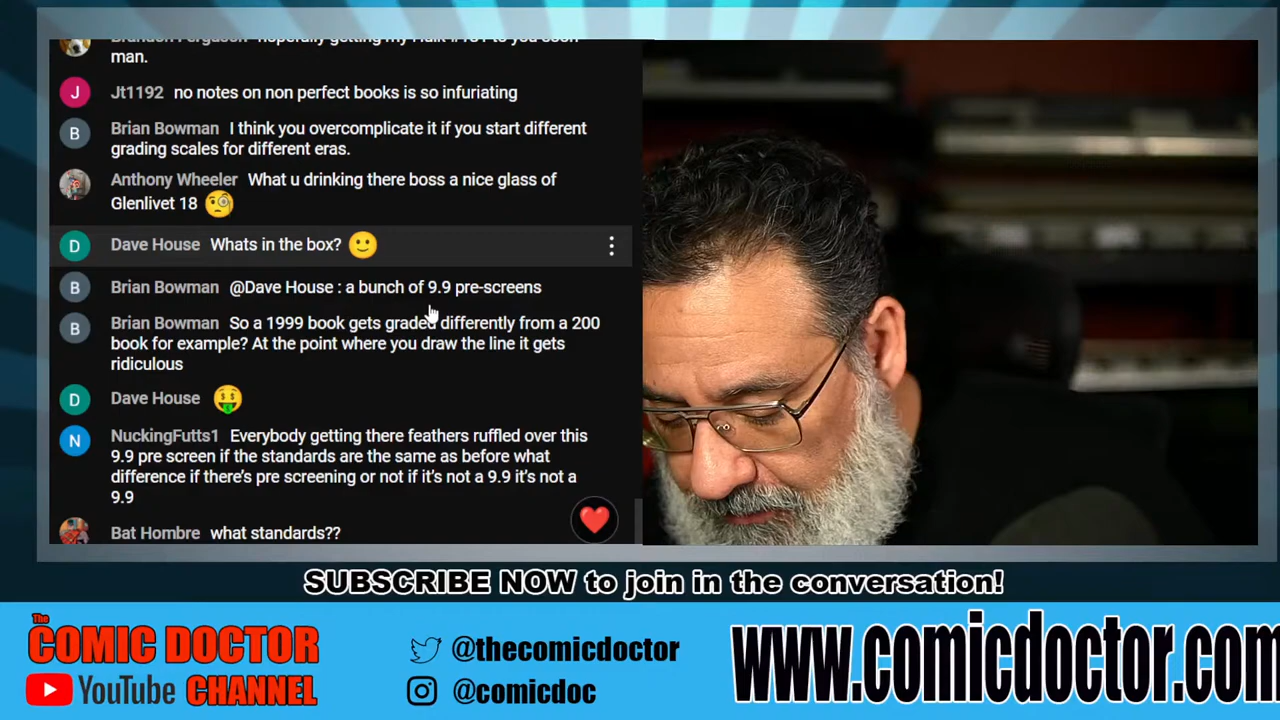 man.
Jt1192 no notes on non perfect books is so infuriating
Brian Bowman I think you overcomplicate it if you start different
grading scales for different eras.
Anthony Wheeler What u drinking there boss a nice glass of
Glenlivet 18 🧐
D Dave House Whats in the box? 🙂
B Brian Bowman @Dave House : a bunch of 9.9 pre-screens
B Brian Bowman So a 1999 book gets graded differently from a 200
book for example? At the point where you draw the line it gets
ridiculous
D Dave House 🤑
N NuckingFutts1 Everybody getting there feathers ruffled over this
9.9 pre screen if the standards are the same as before what
difference if there's pre screening or not if it's not a 9.9 it's not a
9.9
Bat Hombre what standards??
SUBSCRIBE NOW to join in the conversation!
The
COMIC DOCTOR
YouTube CHANNEL
@thecomicdoctor
@comicdoc
www.comicdoctor.com